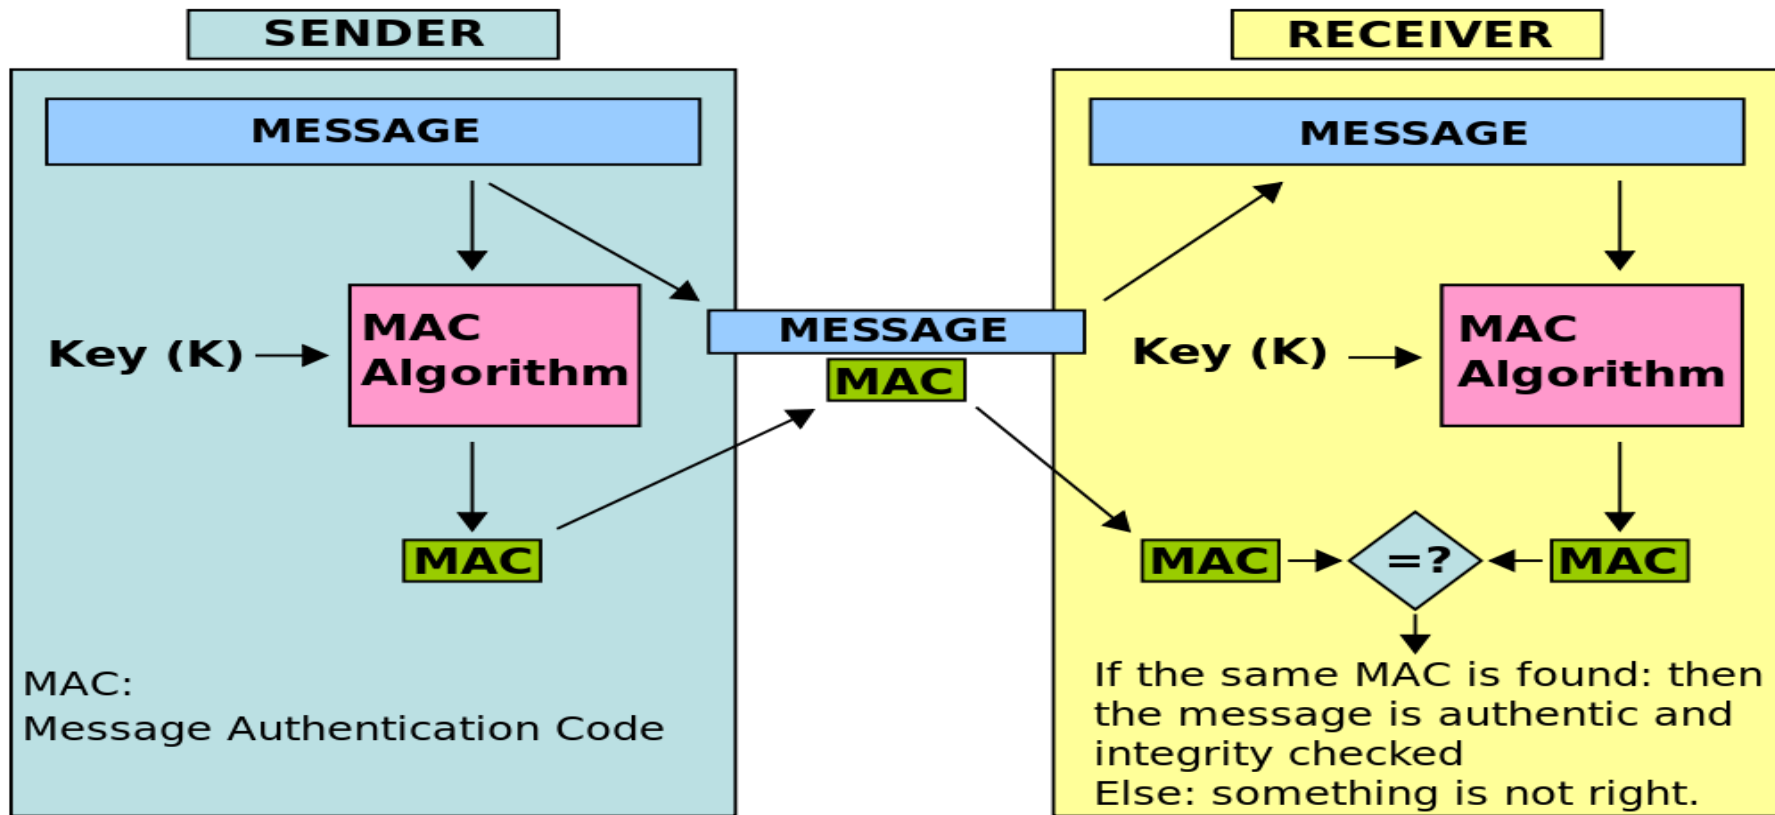 SENDER
MESSAGE
Key (K)
MAC
Algorithm
MAC
MAC:
Message Authentication Code
MESSAGE
MAC
RECEIVER
MESSAGE
Key (K)
MAC
Algorithm
MAC
=?
MAC
If the same MAC is found: then
the message is authentic and
integrity checked
Else: something is not right.